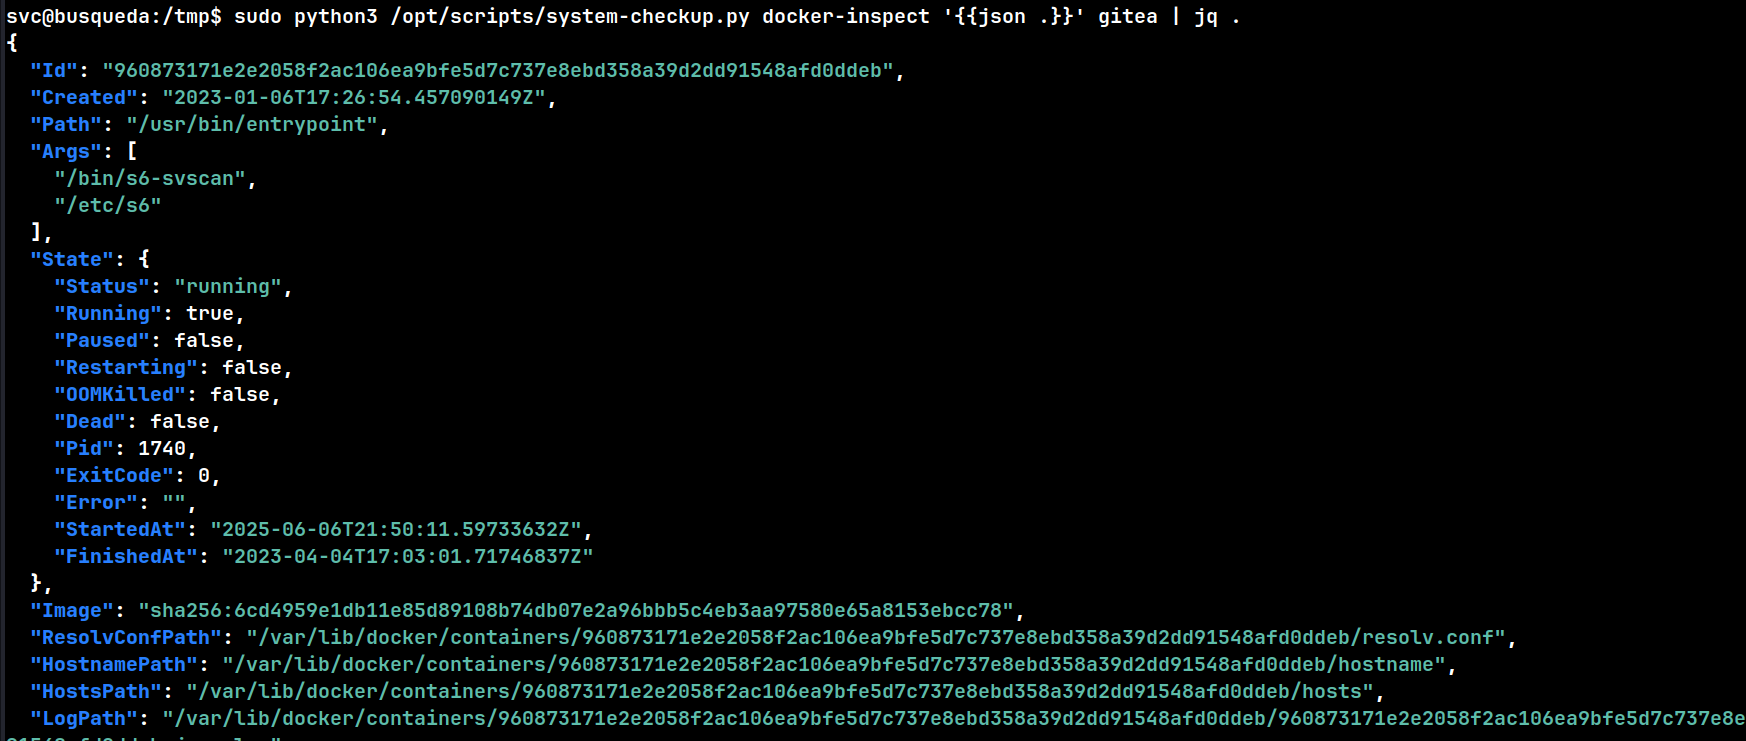 svc@busqueda:/tmp$ sudo python3 /opt/scripts/system-checkup.py docker-inspect '{{json .}}' gitea | jq .
{
  "Id": "960873171e2e2058f2ac106ea9bfe5d7c737e8ebd358a39d2dd91548afd0ddeb",
  "Created": "2023-01-06T17:26:54.457090149Z",
  "Path": "/usr/bin/entrypoint",
  "Args": [
    "/bin/s6-svscan",
    "/etc/s6"
  ],
  "State": {
    "Status": "running",
    "Running": true,
    "Paused": false,
    "Restarting": false,
    "OOMKilled": false,
    "Dead": false,
    "Pid": 1740,
    "ExitCode": 0,
    "Error": "",
    "StartedAt": "2025-06-06T21:50:11.59733632Z",
    "FinishedAt": "2023-04-04T17:03:01.71746837Z"
  },
  "Image": "sha256:6cd4959e1db11e85d89108b74db07e2a96bbb5c4eb3aa97580e65a8153ebcc78",
  "ResolvConfPath": "/var/lib/docker/containers/960873171e2e2058f2ac106ea9bfe5d7c737e8ebd358a39d2dd91548afd0ddeb/resolv.conf",
  "HostnamePath": "/var/lib/docker/containers/960873171e2e2058f2ac106ea9bfe5d7c737e8ebd358a39d2dd91548afd0ddeb/hostname",
  "HostsPath": "/var/lib/docker/containers/960873171e2e2058f2ac106ea9bfe5d7c737e8ebd358a39d2dd91548afd0ddeb/hosts",
  "LogPath": "/var/lib/docker/containers/960873171e2e2058f2ac106ea9bfe5d7c737e8ebd358a39d2dd91548afd0ddeb/960873171e2e2058f2ac106ea9bfe5d7c737e8e